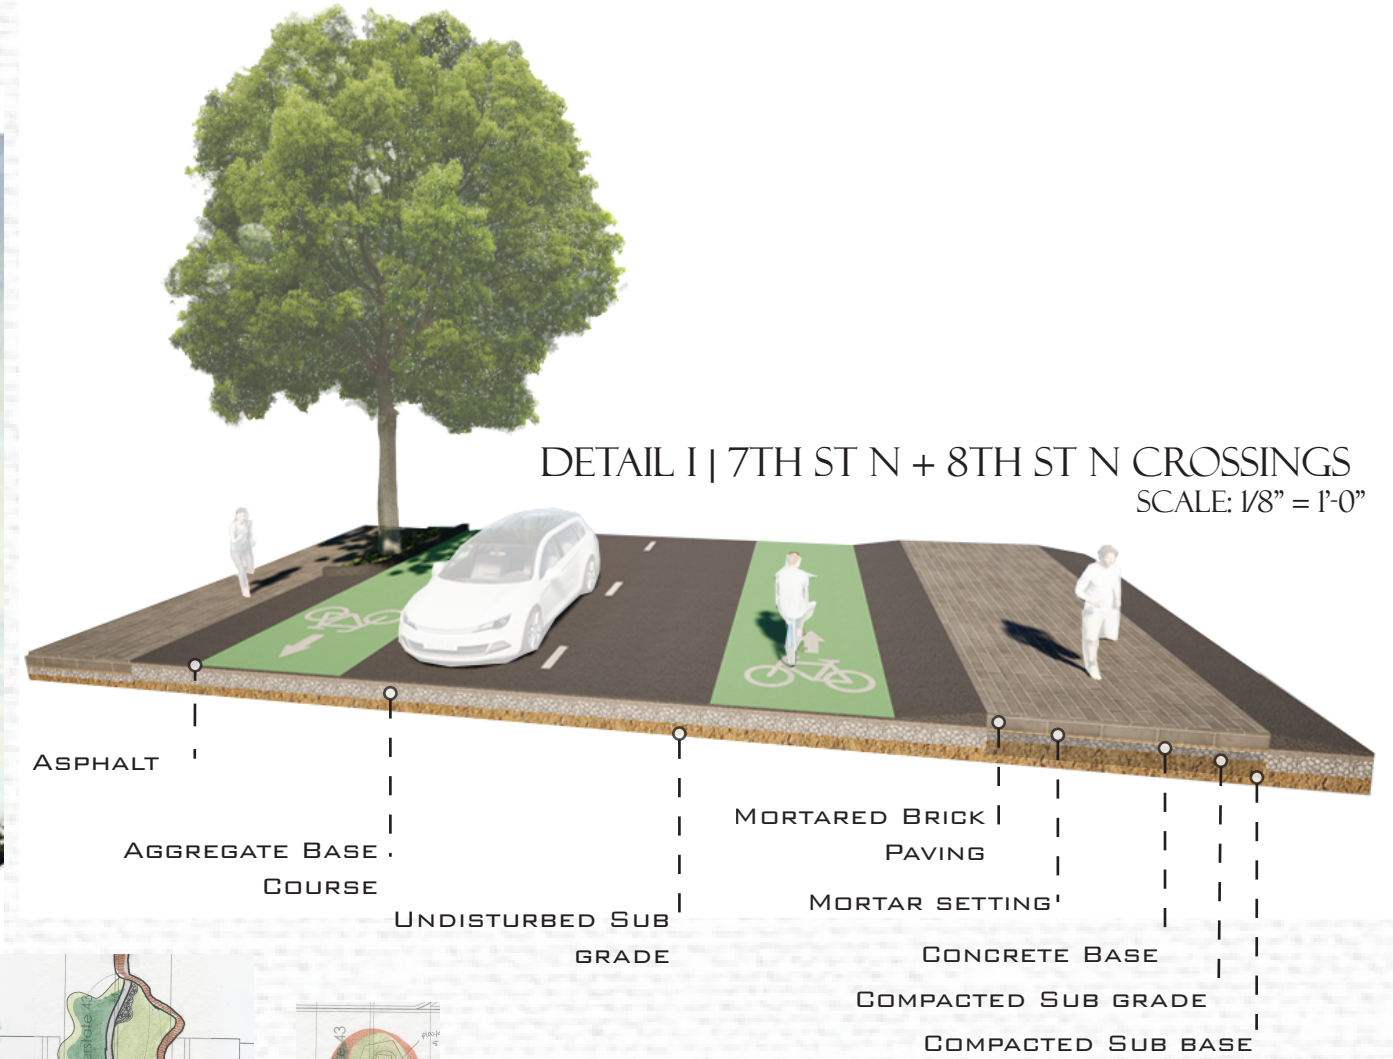 DETAIL I | 7TH ST N + 8TH ST N CROSSINGS
SCALE: 1/8" = 1'-0"
ASPHALT
AGGREGATE BASE
COURSE
UNDISTURBED SUB
GRADE
MORTARED BRICK
PAVING
MORTAR SETTING
CONCRETE BASE
COMPACTED SUB GRADE
COMPACTED SUB BASE